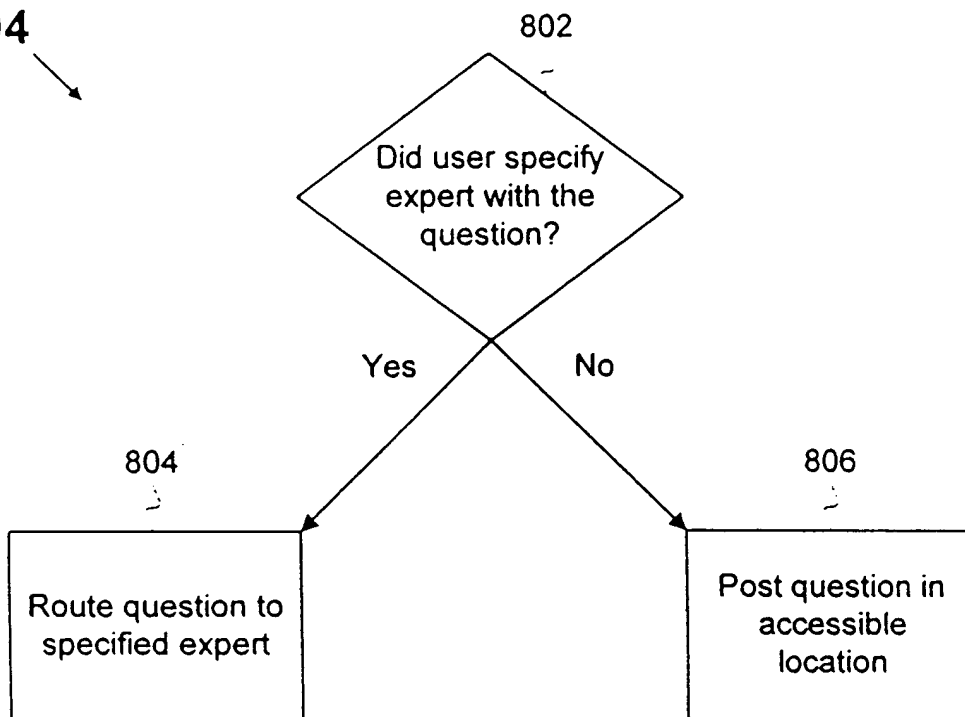 4
802
Did user specify
expert with the
question?
Yes
No
804
806
Route question to
specified expert
Post question in
accessible
location